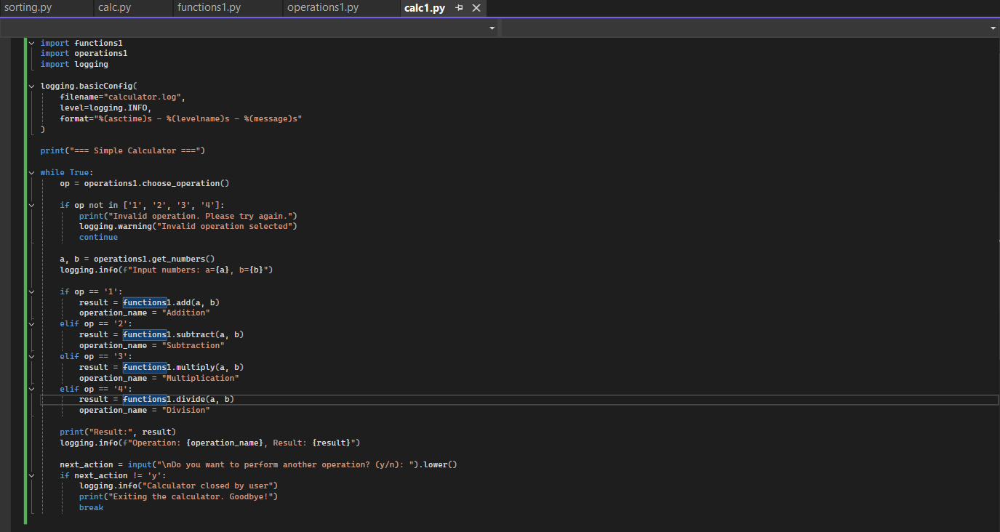 sorting.py calc.py functions1.py operations1.py calc1.py
import functions1
import operations1
import logging
logging.basicConfig(
    filename="calculator.log",
    level=logging.INFO,
    format="%(asctime)s - %(levelname)s - %(message)s"
)
print("=== Simple Calculator ===")
while True:
    op = operations1.choose_operation()
    if op not in ['1', '2', '3', '4']:
        print("Invalid operation. Please try again.")
        logging.warning("Invalid operation selected")
        continue
    a, b = operations1.get_numbers()
    logging.info(f"Input numbers: a={a}, b={b}")
    if op == '1':
        result = functions1.add(a, b)
        operation_name = "Addition"
    elif op == '2':
        result = functions1.subtract(a, b)
        operation_name = "Subtraction"
    elif op == '3':
        result = functions1.multiply(a, b)
        operation_name = "Multiplication"
    elif op == '4':
        result = functions1.divide(a, b)
        operation_name = "Division"
    print("Result:", result)
    logging.info(f"Operation: {operation_name}, Result: {result}")
    next_action = input("\nDo you want to perform another operation? (y/n): ").lower()
    if next_action != 'y':
        logging.info("Calculator closed by user")
        print("Exiting the calculator. Goodbye!")
        break